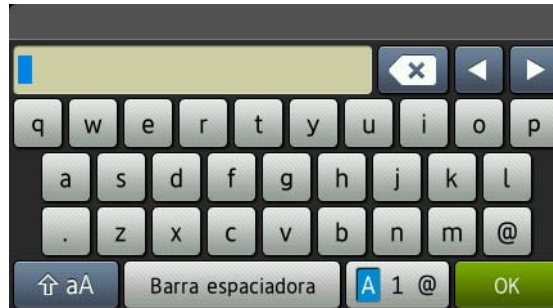 q w e r t y u i o p
a s d f g h j k l
. z x c v b n m @
aA Barra espaciadora A 1 @ OK